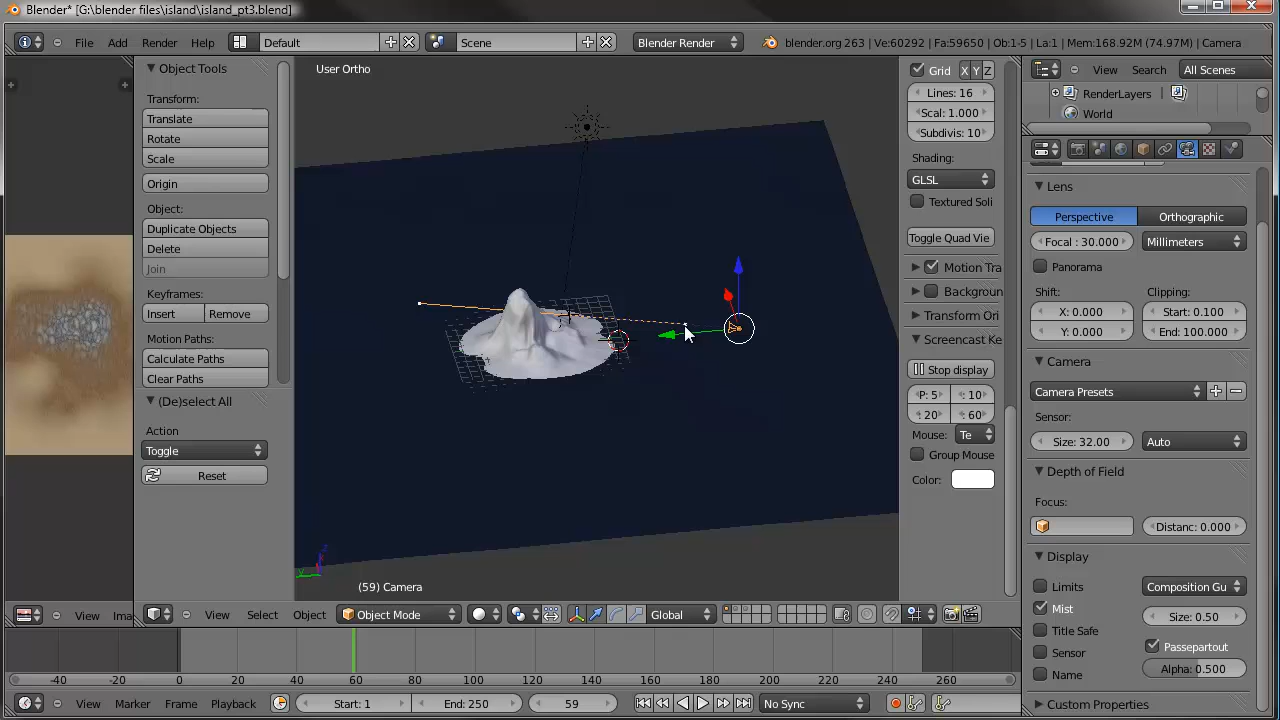 Blender* [G:\blender files\island\island_pt3.blend]
File Add Render Help Default Scene Blender Render blender.org 263 | Ve:60292 | Fa:59650 | Ob:1-5 | La:1 | Mem:168.92M (74.97M) | Camera
Object Tools
Transform:
Translate
Rotate
Scale
Origin
Object:
Duplicate Objects
Delete
Join
Keyframes:
Insert Remove
Motion Paths:
Calculate Paths
Clear Paths
(De)select All
Action
Toggle
Reset
User Ortho
(59) Camera
Grid X Y Z
Lines: 16
Scal: 1.000
Subdivis: 10
Shading:
GLSL
Textured Soli
Toggle Quad Vie
Motion Tra
Backgroun
Transform Ori
Screencast Ke
Stop display
P: 5 : 10
: 20 : 60
Mouse: Te
Group Mouse
Color:
View Search All Scenes
RenderLayers |
World
Lens
Perspective Orthographic
Focal : 30.000 Millimeters
Panorama
Shift: Clipping:
X: 0.000 Start: 0.100
Y: 0.000 End: 100.000
Camera
Camera Presets
Sensor:
Size: 32.00 Auto
Depth of Field
Focus:
Distanc: 0.000
Display
Limits Composition Gu
Mist Size: 0.50
Title Safe Passepartout
Sensor Alpha: 0.500
Name
Custom Properties
View Ima View Select Object Object Mode Global
-40 -20 0 20 40 60 80 100 120 140 160 180 200 220 240 260
View Marker Frame Playback Start: 1 End: 250 59 No Sync